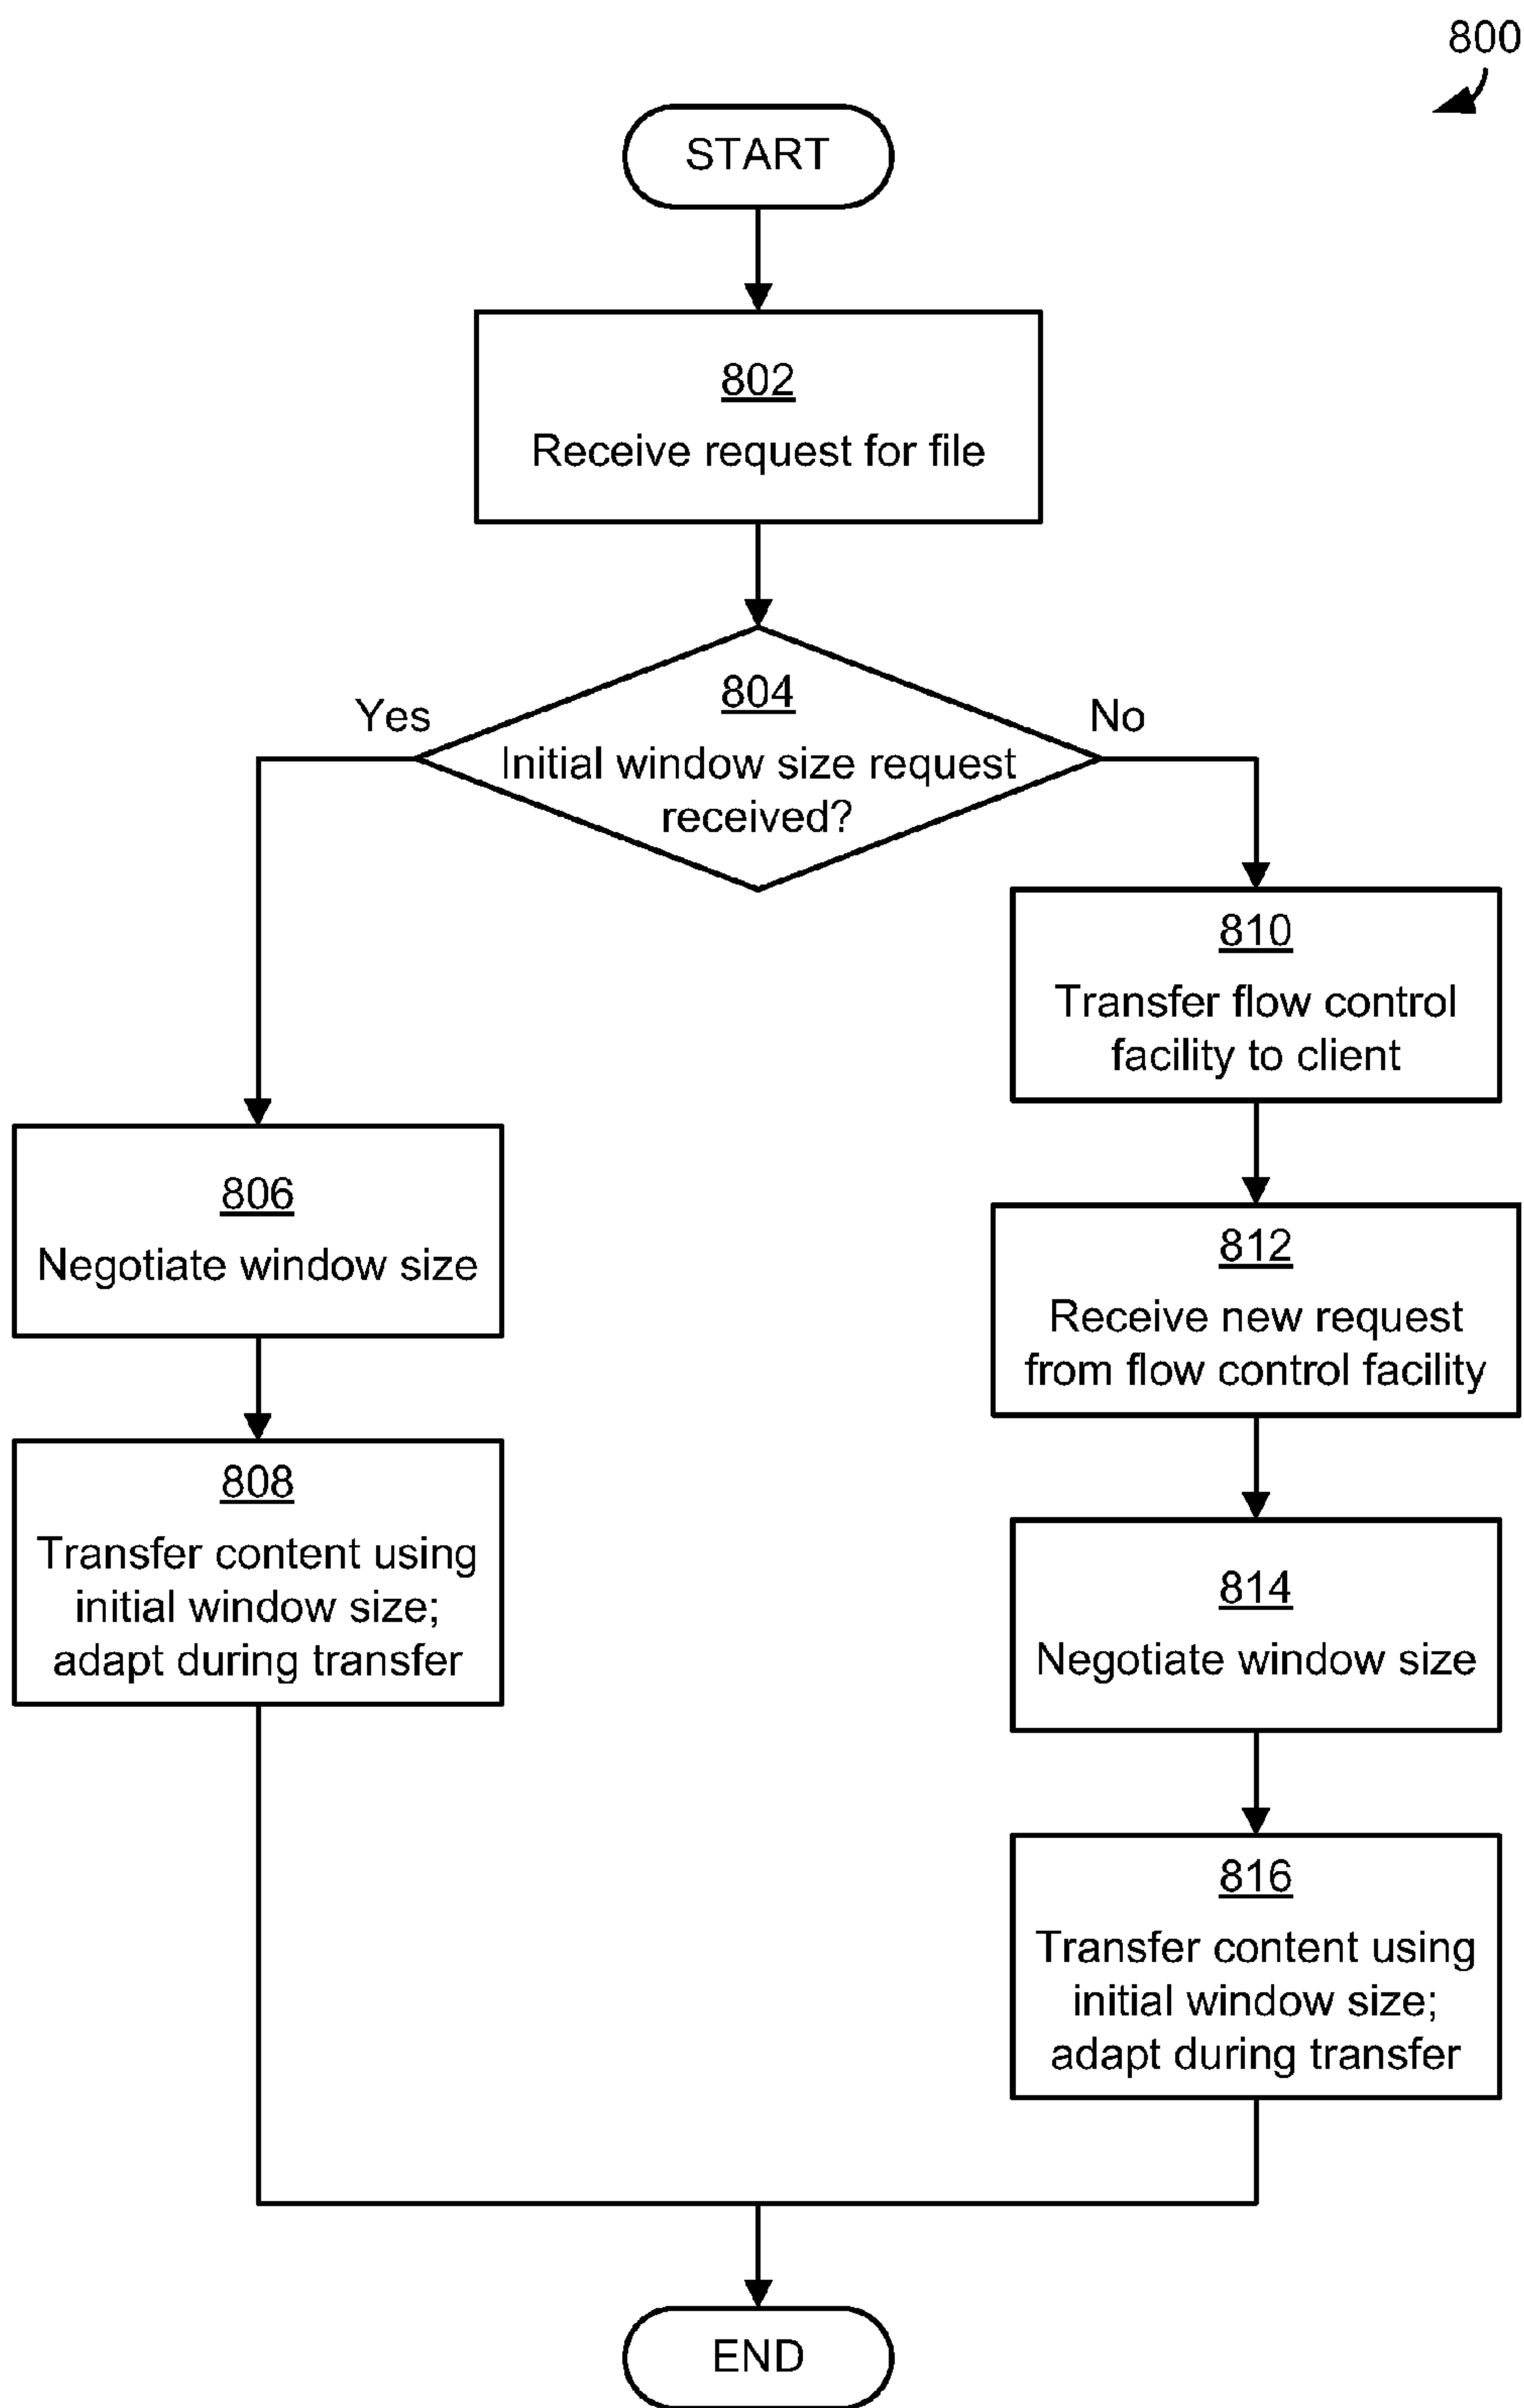 800
START
802
Receive request for file
804
Initial window size request
received?
Yes
No
806
Negotiate window size
808
Transfer content using
initial window size;
adapt during transfer
810
Transfer flow control
facility to client
812
Receive new request
from flow control facility
814
Negotiate window size
816
Transfer content using
initial window size;
adapt during transfer
END